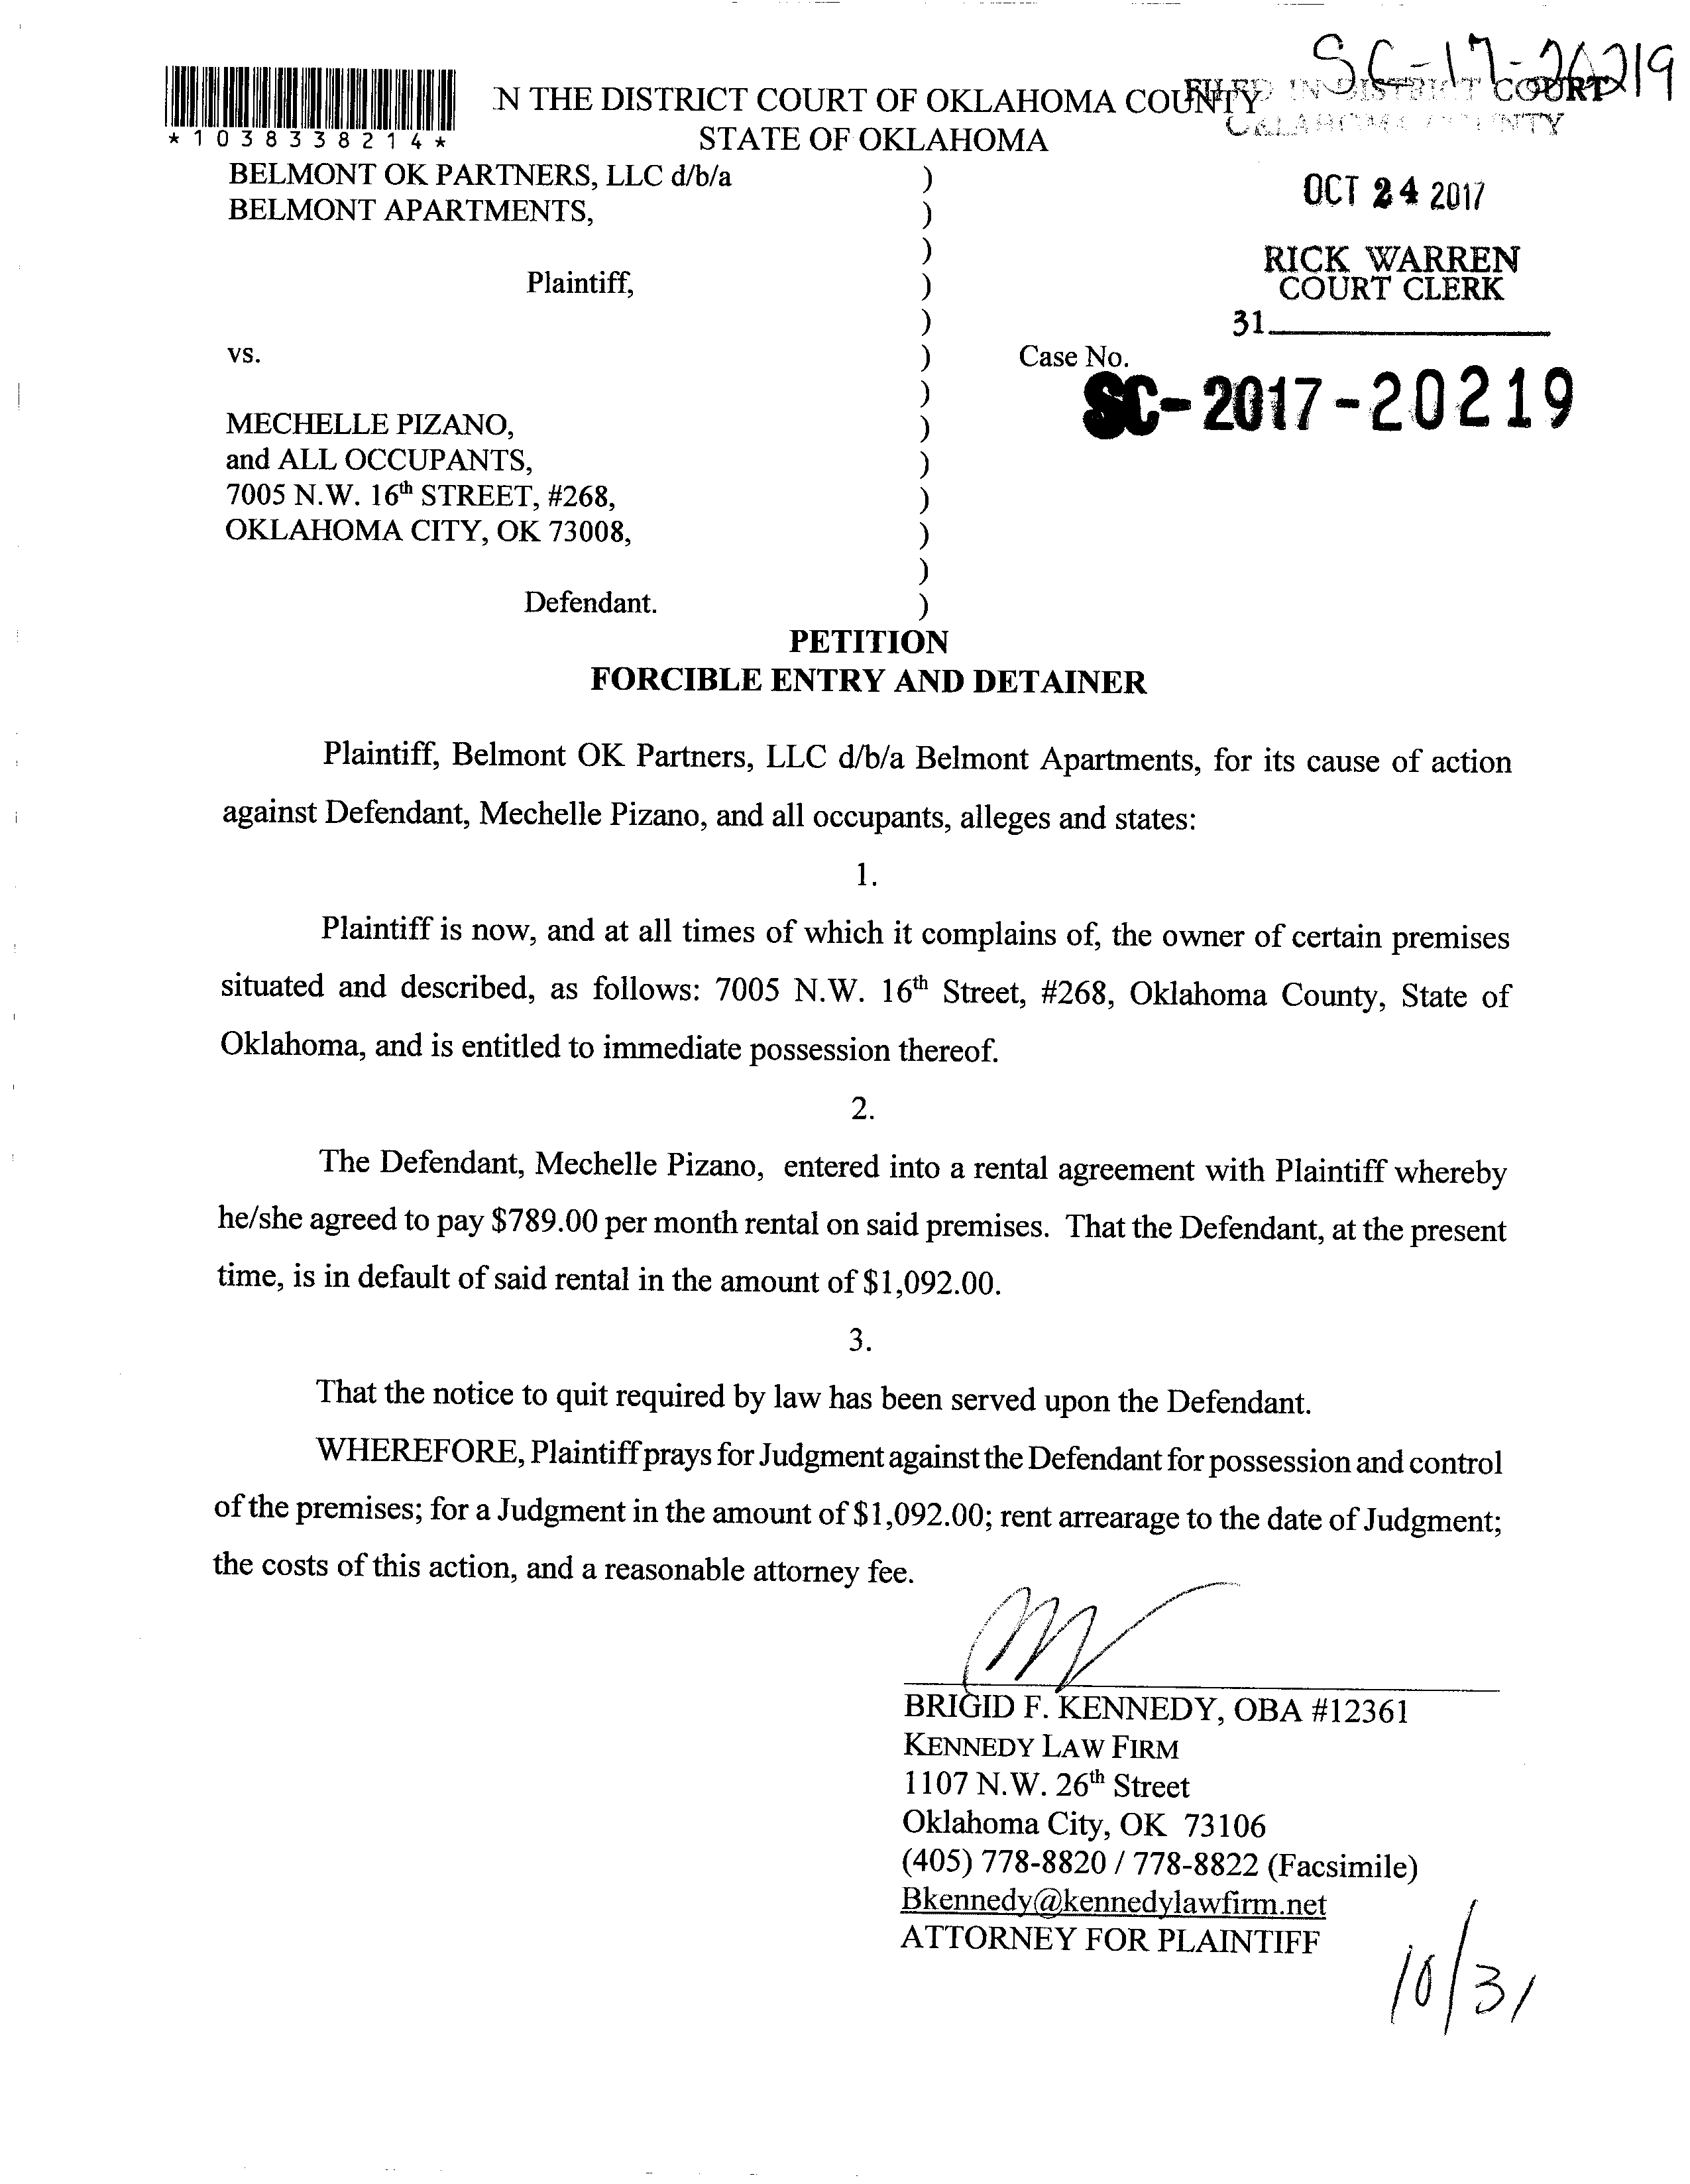 SC-17-20219
* 1 0 3 8 3 3 8 2 1 4 *
N THE DISTRICT COURT OF OKLAHOMA COUNTY
FILED IN DISTRICT COURT
OKLAHOMA COUNTY
STATE OF OKLAHOMA
BELMONT OK PARTNERS, LLC d/b/a )
BELMONT APARTMENTS, )
OCT 24 2017
)
RICK WARREN
Plaintiff, )
COURT CLERK
)
31
vs. )
Case No.
SC-2017-20219
)
MECHELLE PIZANO, )
and ALL OCCUPANTS, )
7005 N.W. 16th STREET, #268, )
OKLAHOMA CITY, OK 73008, )
)
Defendant. )
PETITION
FORCIBLE ENTRY AND DETAINER
Plaintiff, Belmont OK Partners, LLC d/b/a Belmont Apartments, for its cause of action
against Defendant, Mechelle Pizano, and all occupants, alleges and states:
1.
Plaintiff is now, and at all times of which it complains of, the owner of certain premises
situated and described, as follows: 7005 N.W. 16th Street, #268, Oklahoma County, State of
Oklahoma, and is entitled to immediate possession thereof.
2.
The Defendant, Mechelle Pizano, entered into a rental agreement with Plaintiff whereby
he/she agreed to pay $789.00 per month rental on said premises. That the Defendant, at the present
time, is in default of said rental in the amount of $1,092.00.
3.
That the notice to quit required by law has been served upon the Defendant.
WHEREFORE, Plaintiff prays for Judgment against the Defendant for possession and control
of the premises; for a Judgment in the amount of $1,092.00; rent arrearage to the date of Judgment;
the costs of this action, and a reasonable attorney fee.
BRIGID F. KENNEDY, OBA #12361
KENNEDY LAW FIRM
1107 N.W. 26th Street
Oklahoma City, OK 73106
(405) 778-8820 / 778-8822 (Facsimile)
Bkennedy@kennedylawfirm.net
ATTORNEY FOR PLAINTIFF
10/31